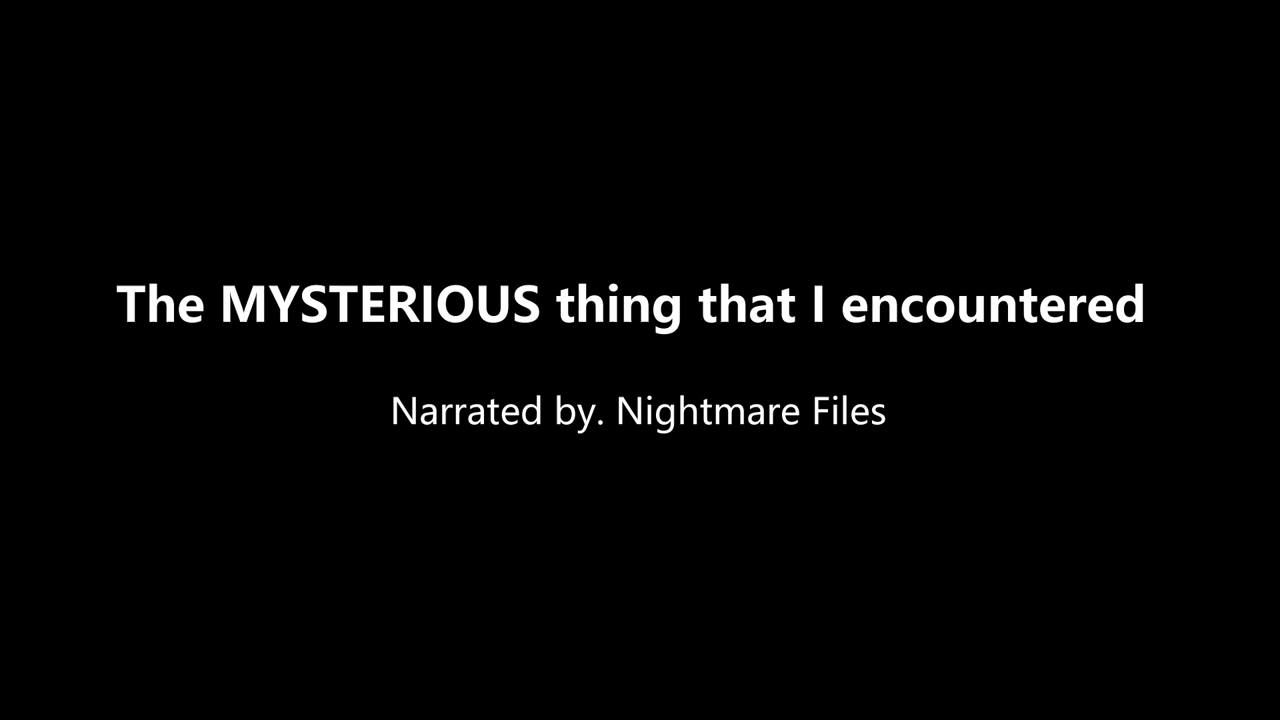 The MYSTERIOUS thing that I encountered
Narrated by. Nightmare Files